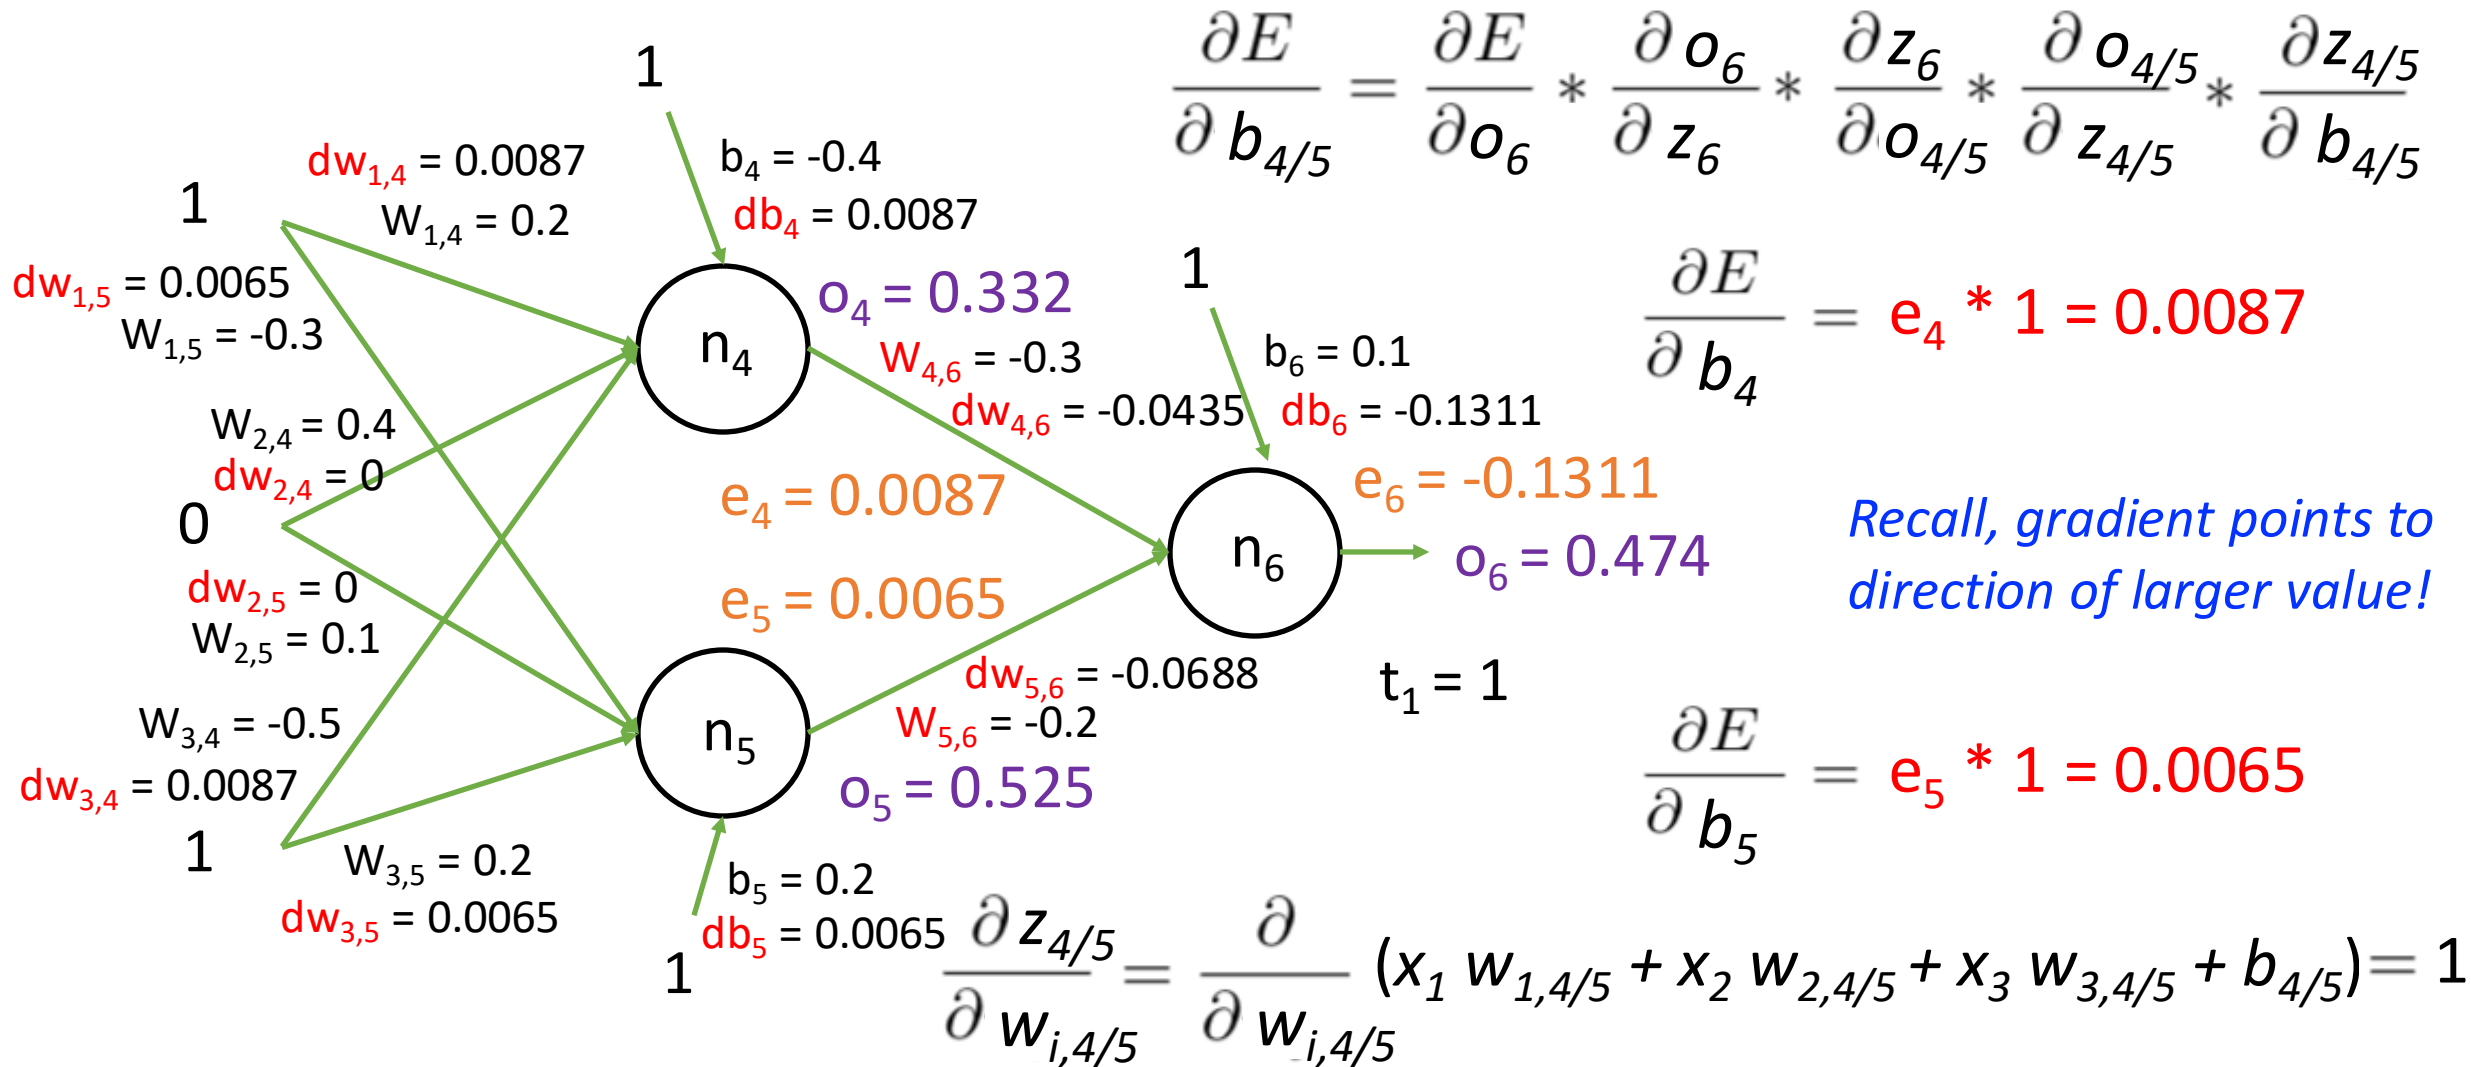 1
∂E/∂b₄/₅ = ∂E/∂o₆ * ∂o₆/∂z₆ * ∂z₆/∂o₄/₅ * ∂o₄/₅/∂z₄/₅ * ∂z₄/₅/∂b₄/₅
dw₁,₄ = 0.0087
b₄ = -0.4
1
W₁,₄ = 0.2
db₄ = 0.0087
dw₁,₅ = 0.0065
W₁,₅ = -0.3
n₄
o₄ = 0.332
1
∂E/∂b₄ = e₄ * 1 = 0.0087
W₄,₆ = -0.3
b₆ = 0.1
dw₄,₆ = -0.0435
db₆ = -0.1311
W₂,₄ = 0.4
dw₂,₄ = 0
0
e₄ = 0.0087
e₆ = -0.1311
n₆
o₆ = 0.474
Recall, gradient points to
direction of larger value!
dw₂,₅ = 0
W₂,₅ = 0.1
e₅ = 0.0065
dw₅,₆ = -0.0688
W₅,₆ = -0.2
t₁ = 1
W₃,₄ = -0.5
dw₃,₄ = 0.0087
1
n₅
o₅ = 0.525
∂E/∂b₅ = e₅ * 1 = 0.0065
W₃,₅ = 0.2
dw₃,₅ = 0.0065
b₅ = 0.2
db₅ = 0.0065
1
∂z₄/₅/∂wᵢ,₄/₅ = ∂/∂wᵢ,₄/₅ (x₁ w₁,₄/₅ + x₂ w₂,₄/₅ + x₃ w₃,₄/₅ + b₄/₅) = 1